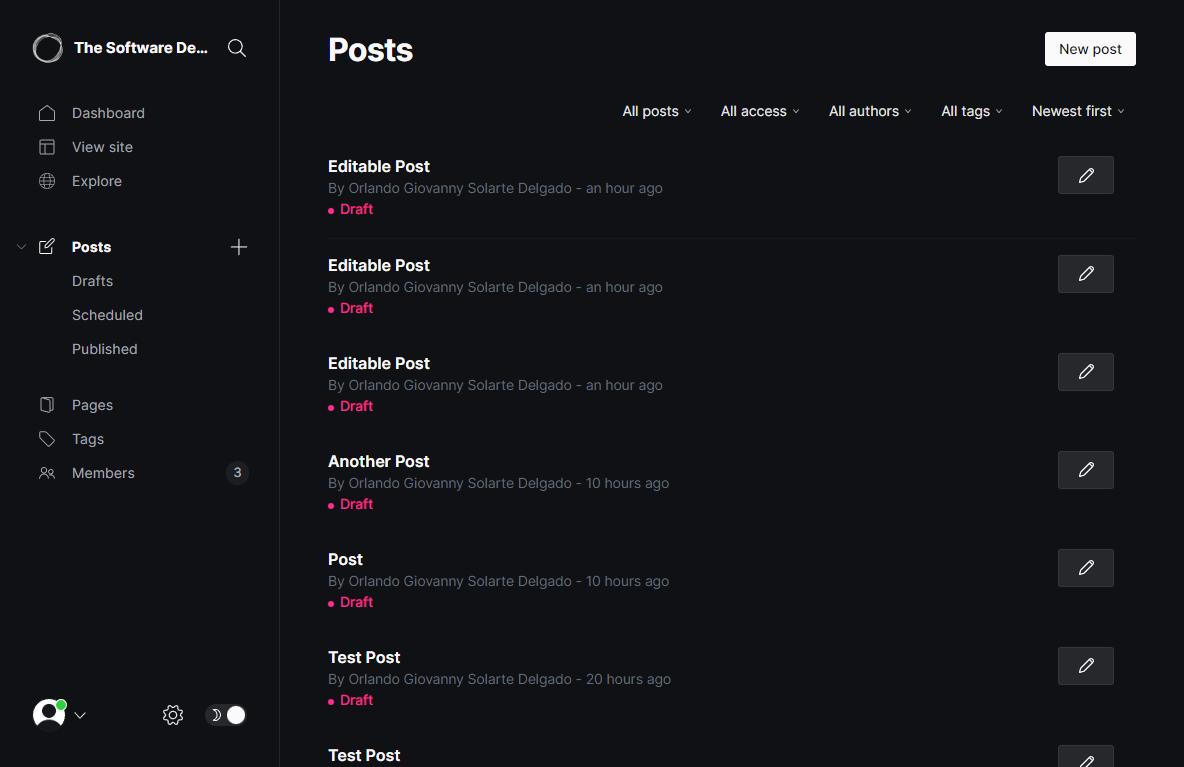 The Software De...
Dashboard
View site
Explore
Posts
Drafts
Scheduled
Published
Pages
Tags
Members 3
Posts
New post
All posts All access All authors All tags Newest first
Editable Post
By Orlando Giovanny Solarte Delgado - an hour ago
Draft
Editable Post
By Orlando Giovanny Solarte Delgado - an hour ago
Draft
Editable Post
By Orlando Giovanny Solarte Delgado - an hour ago
Draft
Another Post
By Orlando Giovanny Solarte Delgado - 10 hours ago
Draft
Post
By Orlando Giovanny Solarte Delgado - 10 hours ago
Draft
Test Post
By Orlando Giovanny Solarte Delgado - 20 hours ago
Draft
Test Post